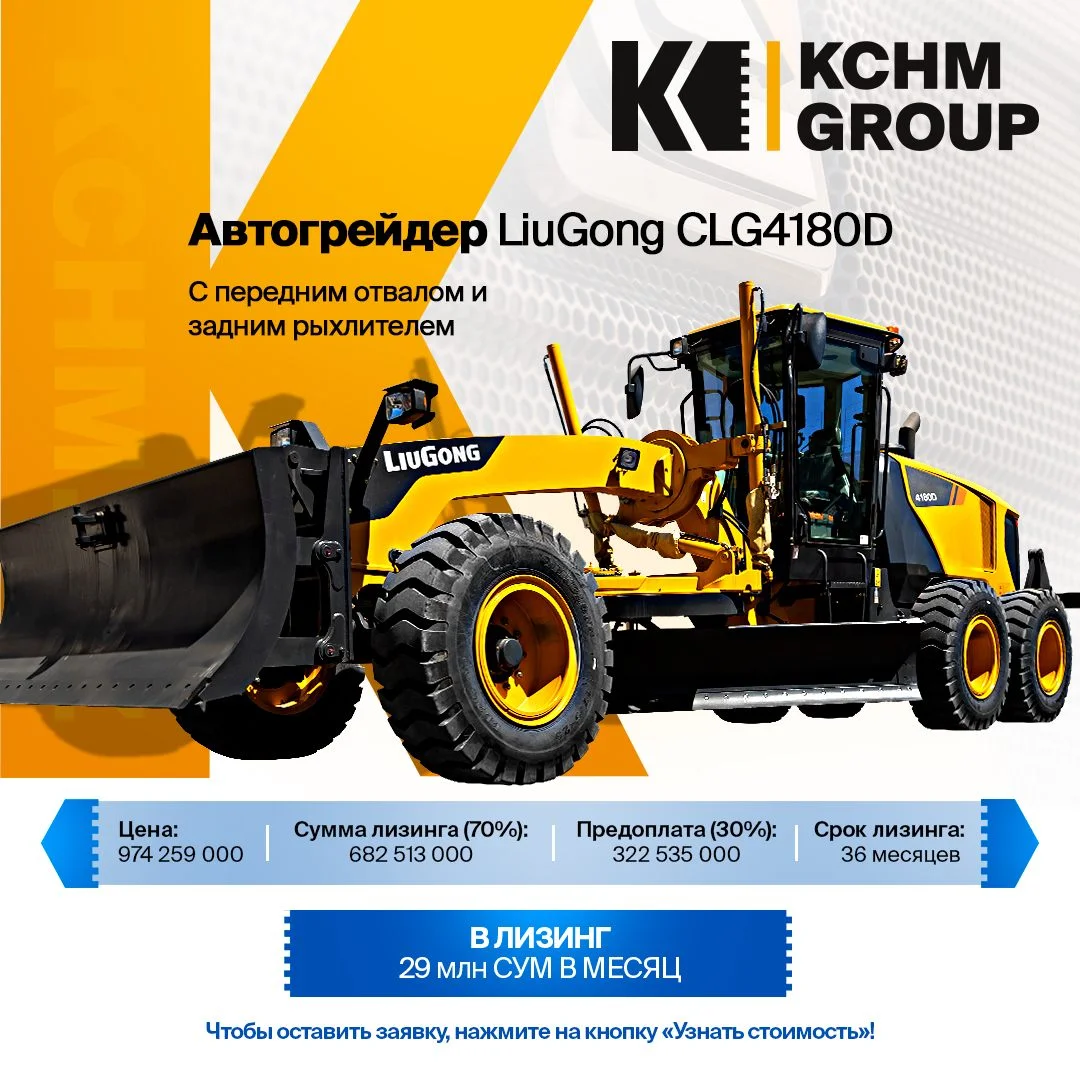 KCHM
GROUP
KCHM
Автогрейдер LiuGong CLG4180D
С передним отвалом и
задним рыхлителем
LIUGONG
4180D
Цена:
974 259 000
Сумма лизинга (70%):
682 513 000
Предоплата (30%):
322 535 000
Срок лизинга:
36 месяцев
В ЛИЗИНГ
29 млн СУМ В МЕСЯЦ
Чтобы оставить заявку, нажмите на кнопку «Узнать стоимость»!